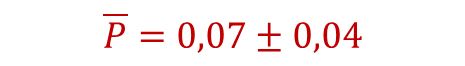 P̅ = 0,07 ± 0,04